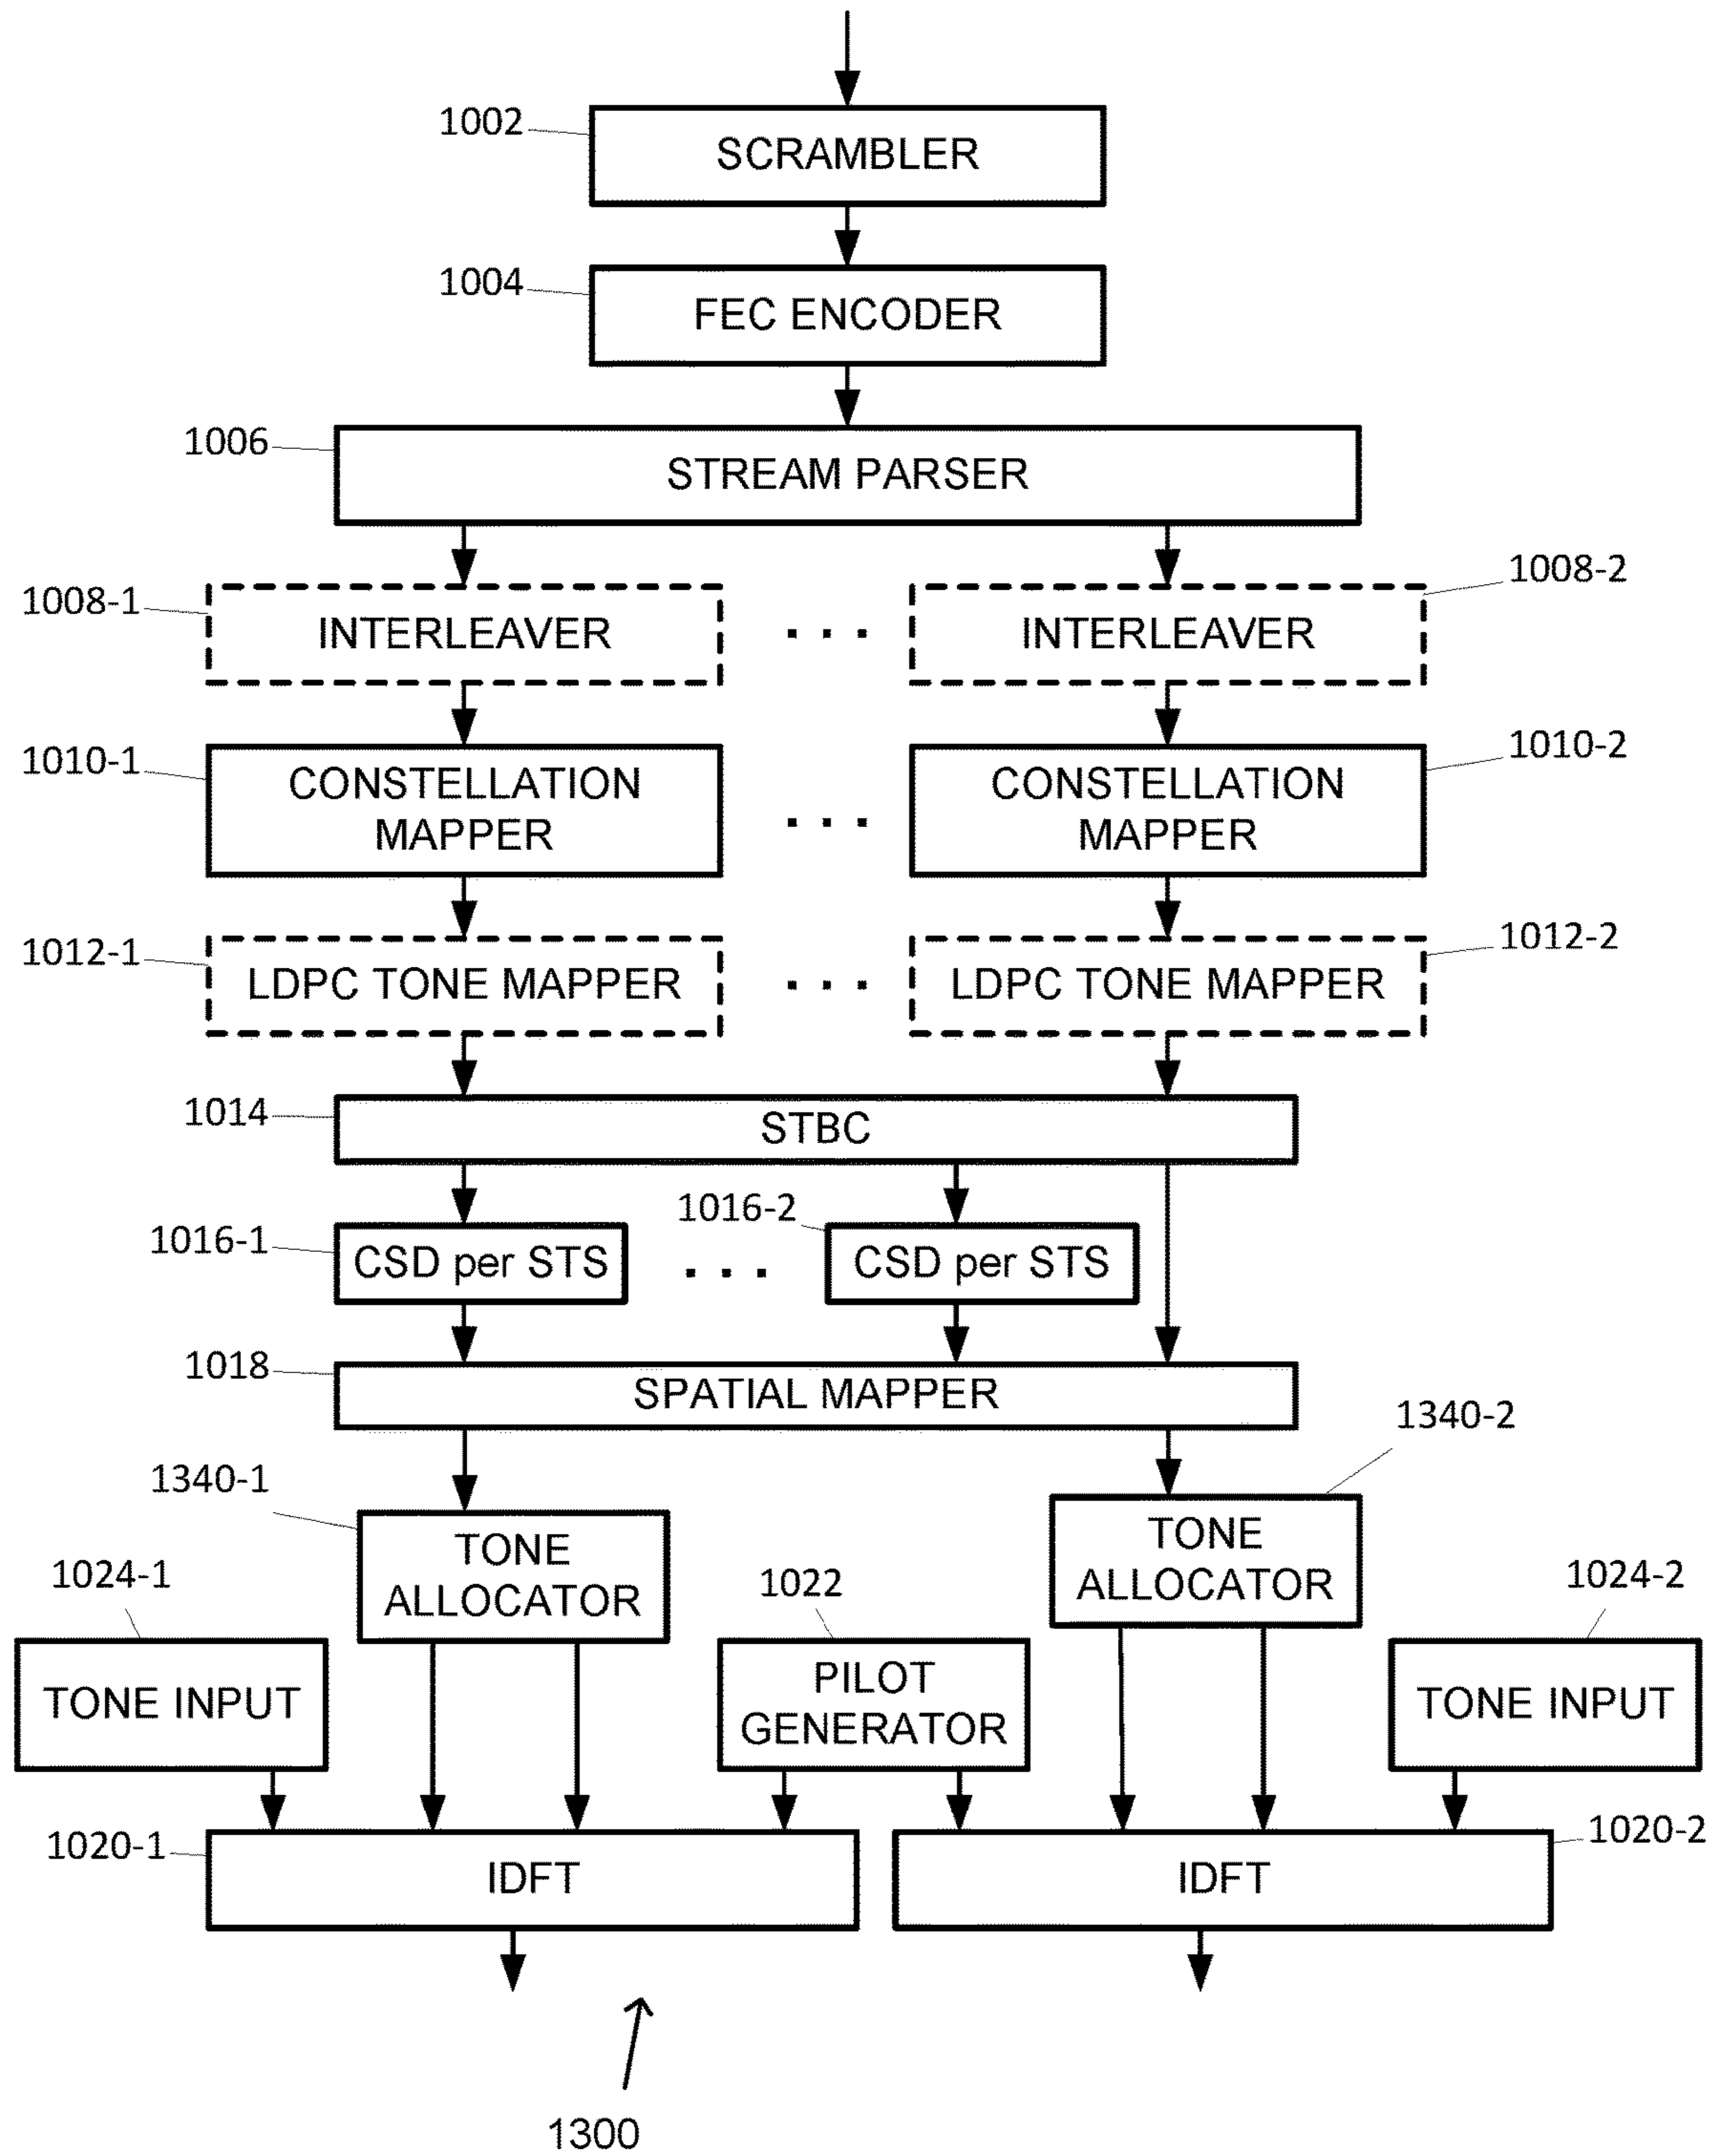 1002
SCRAMBLER
1004
FEC ENCODER
1006
STREAM PARSER
1008-1
INTERLEAVER
. . .
INTERLEAVER
1008-2
1010-1
CONSTELLATION
MAPPER
. . .
CONSTELLATION
MAPPER
1010-2
1012-1
LDPC TONE MAPPER
. . .
LDPC TONE MAPPER
1012-2
1014
STBC
1016-1
CSD per STS
. . .
1016-2
CSD per STS
1018
SPATIAL MAPPER
1340-1
TONE
ALLOCATOR
1340-2
TONE
ALLOCATOR
1024-1
TONE INPUT
1022
PILOT
GENERATOR
1024-2
TONE INPUT
1020-1
IDFT
IDFT
1020-2
1300